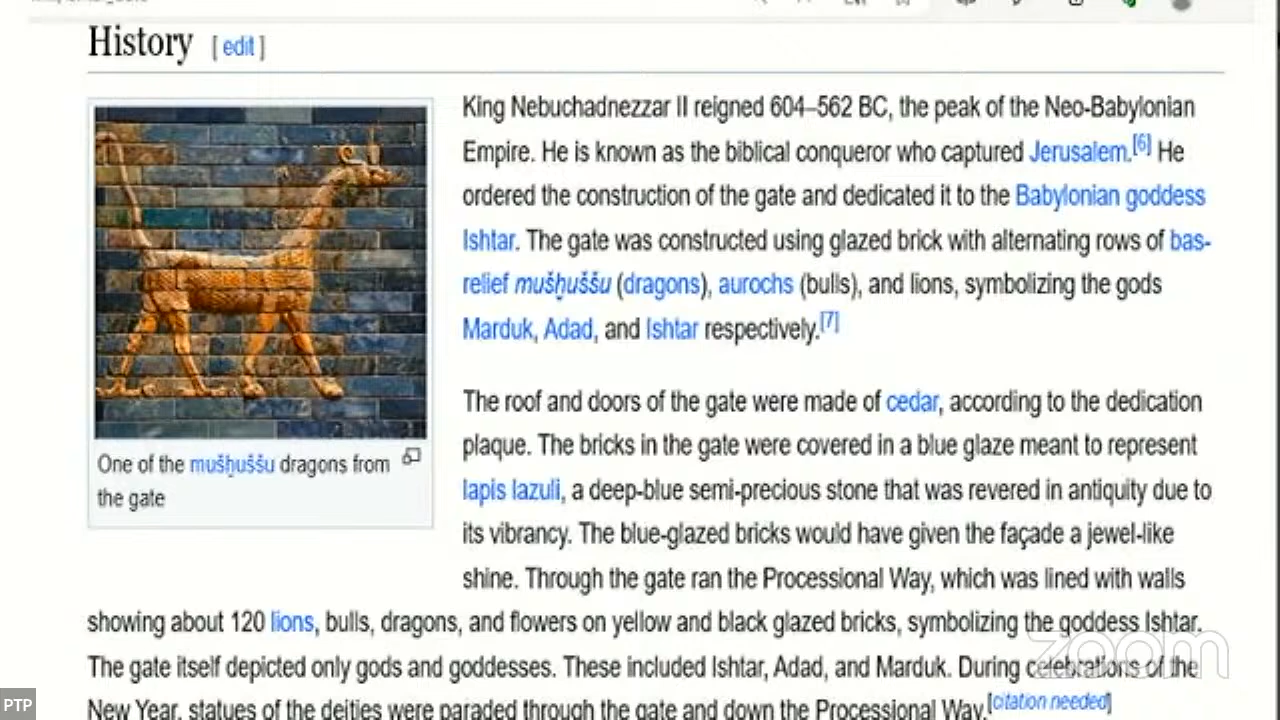 History [ edit ]
King Nebuchadnezzar II reigned 604–562 BC, the peak of the Neo-Babylonian
Empire. He is known as the biblical conqueror who captured Jerusalem.[6] He
ordered the construction of the gate and dedicated it to the Babylonian goddess
Ishtar. The gate was constructed using glazed brick with alternating rows of bas-
relief mušḫuššu (dragons), aurochs (bulls), and lions, symbolizing the gods
Marduk, Adad, and Ishtar respectively.[7]
One of the mušḫuššu dragons from
the gate
The roof and doors of the gate were made of cedar, according to the dedication
plaque. The bricks in the gate were covered in a blue glaze meant to represent
lapis lazuli, a deep-blue semi-precious stone that was revered in antiquity due to
its vibrancy. The blue-glazed bricks would have given the façade a jewel-like
shine. Through the gate ran the Processional Way, which was lined with walls
showing about 120 lions, bulls, dragons, and flowers on yellow and black glazed bricks, symbolizing the goddess Ishtar.
The gate itself depicted only gods and goddesses. These included Ishtar, Adad, and Marduk. During celebrations of the
New Year, statues of the deities were paraded through the gate and down the Processional Way.[citation needed]
zoom
PTP